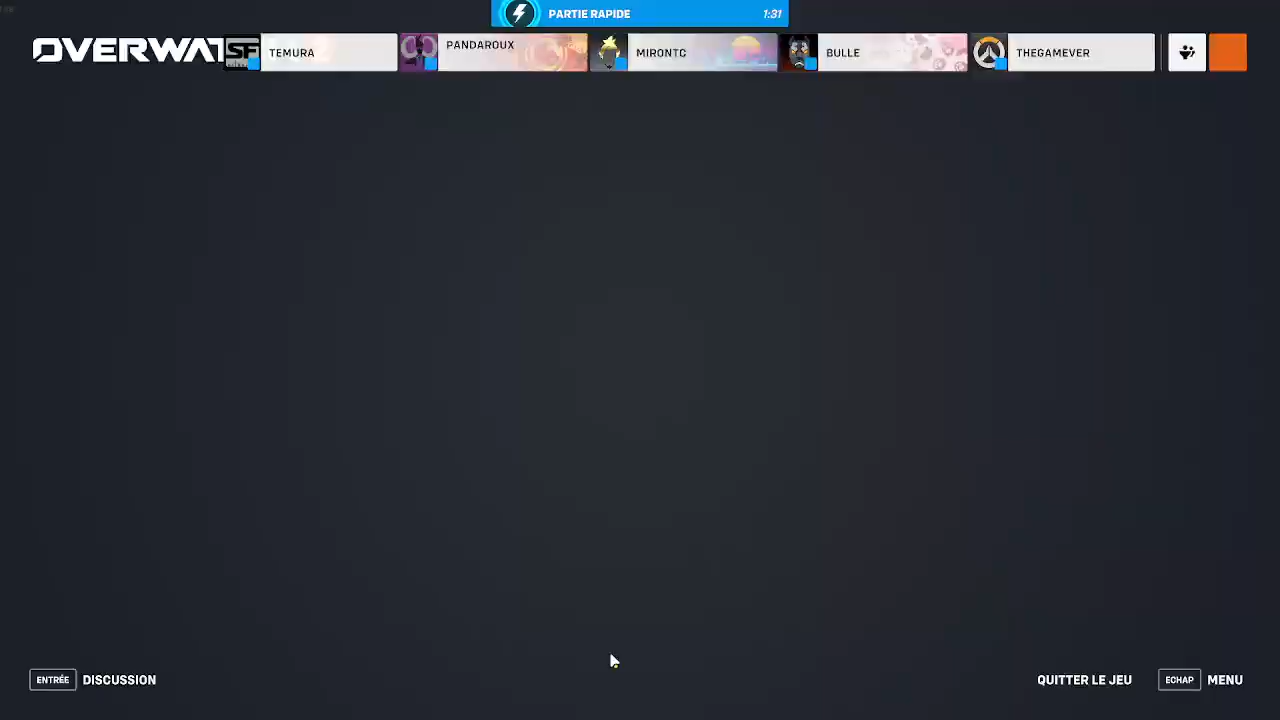 PARTIE RAPIDE 1:31
OVERWAT
SF TEMURA PANDAROUX MIRONTC BULLE THEGAMEVER
ENTRÉE DISCUSSION QUITTER LE JEU ECHAP MENU